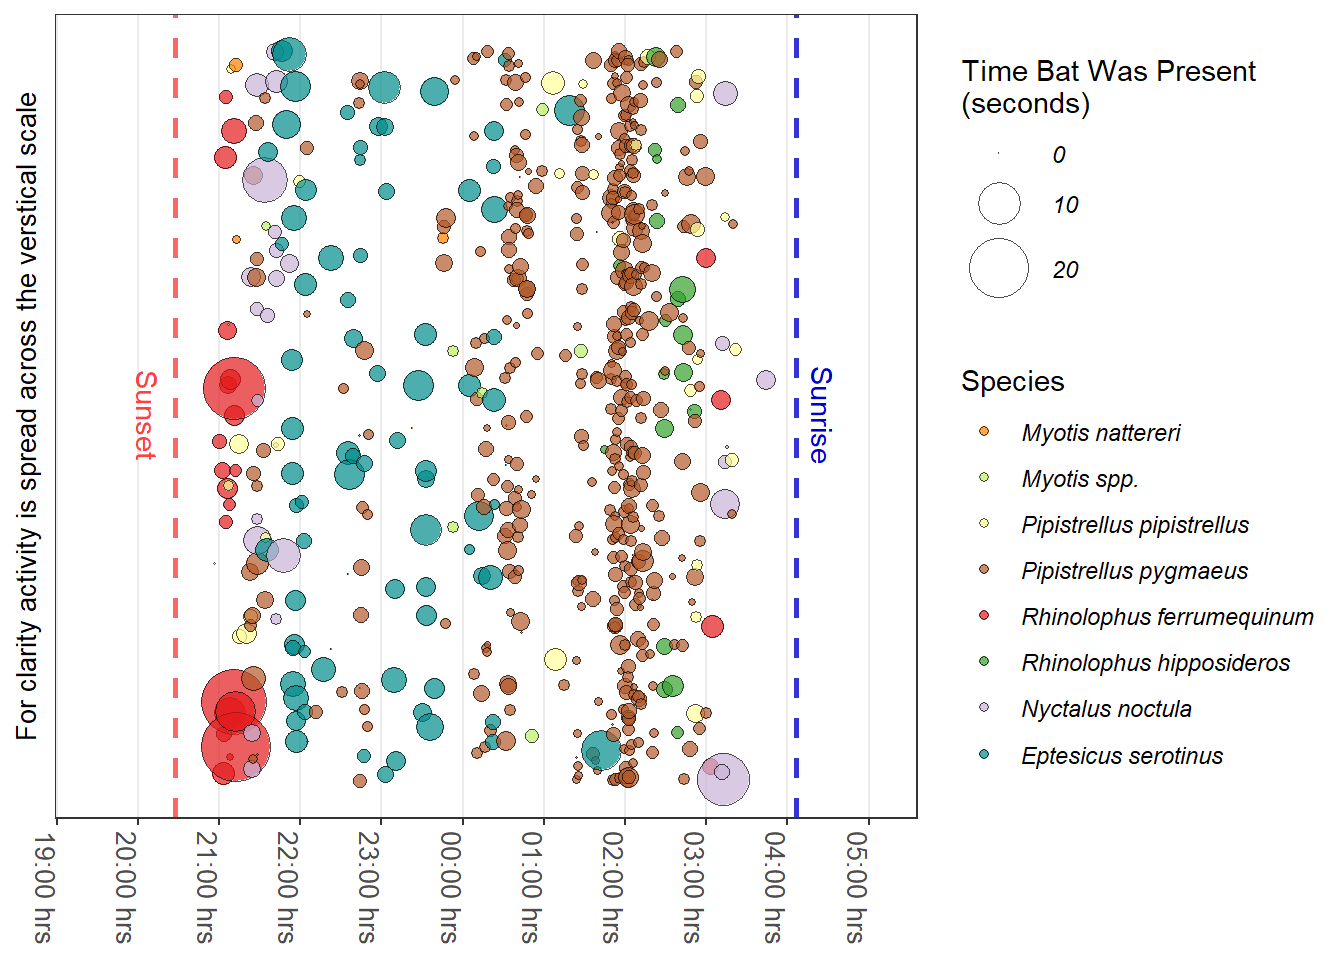 For clarity activity is spread across the verstical scale
Sunset
Sunrise
19:00 hrs
20:00 hrs
21:00 hrs
22:00 hrs
23:00 hrs
00:00 hrs
01:00 hrs
02:00 hrs
03:00 hrs
04:00 hrs
05:00 hrs
Time Bat Was Present
(seconds)
0
10
20
Species
Myotis nattereri
Myotis spp.
Pipistrellus pipistrellus
Pipistrellus pygmaeus
Rhinolophus ferrumequinum
Rhinolophus hipposideros
Nyctalus noctula
Eptesicus serotinus